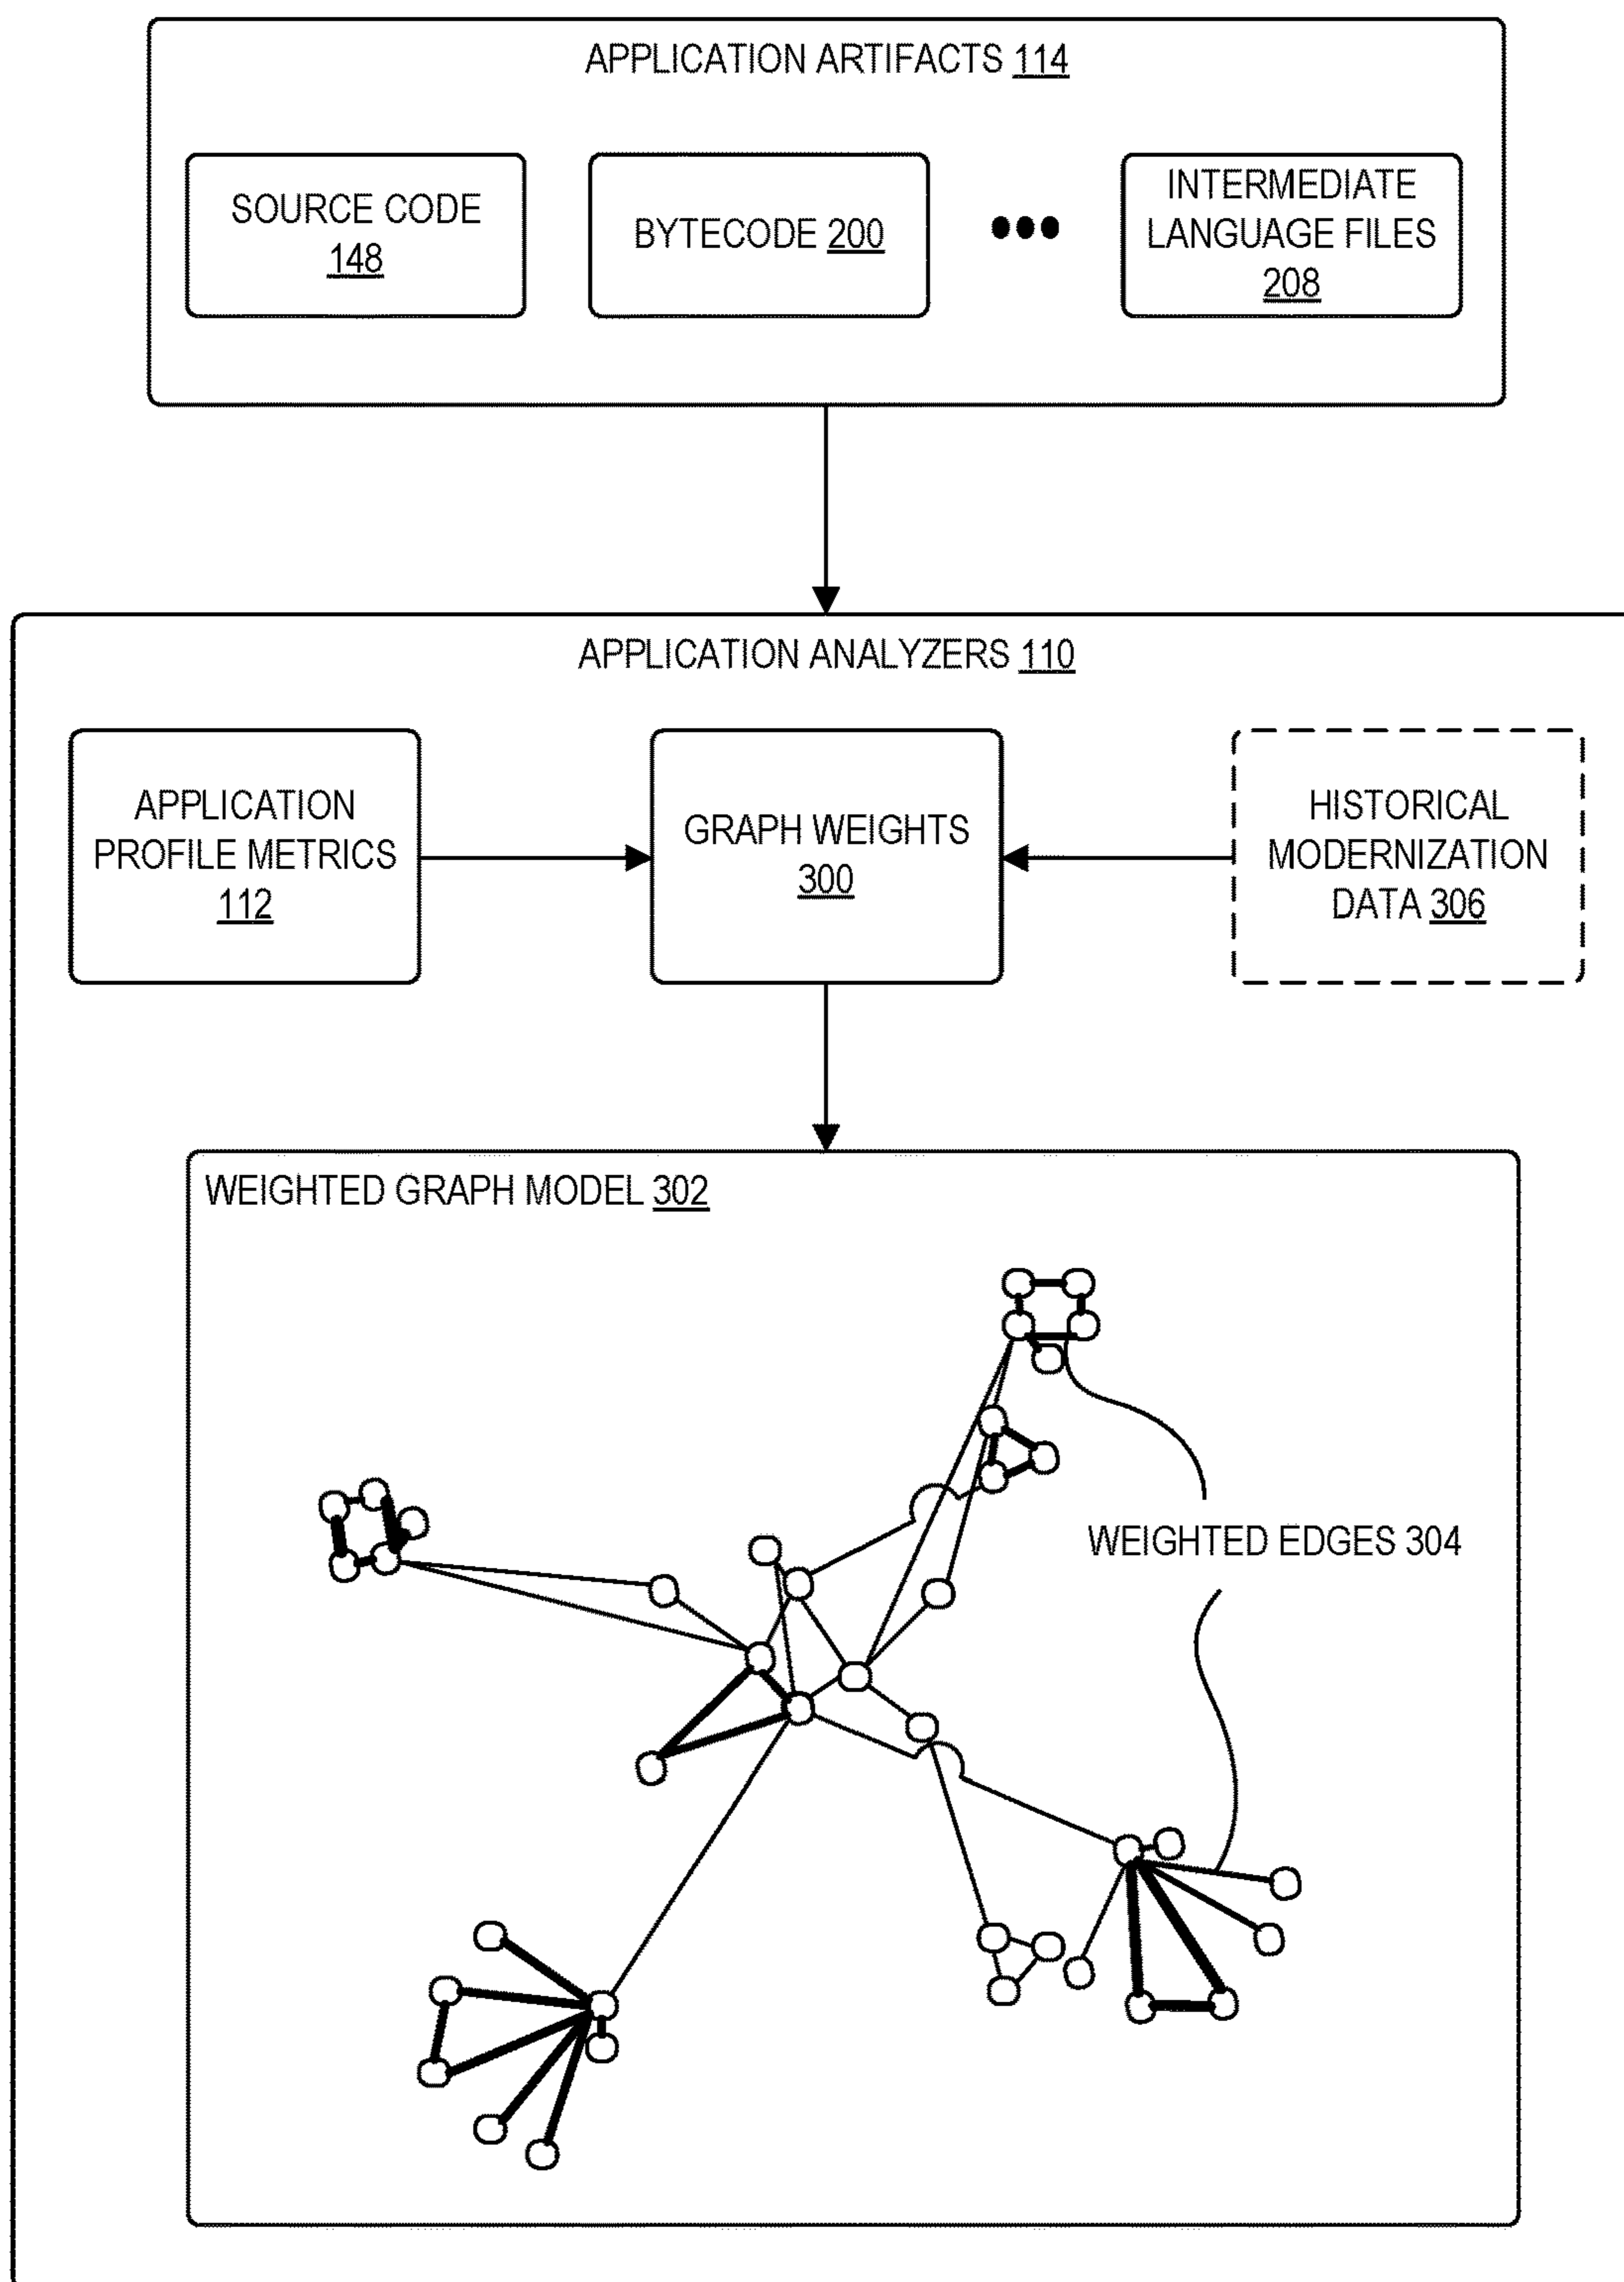 APPLICATION ARTIFACTS 114
SOURCE CODE
148
BYTECODE 200
INTERMEDIATE
LANGUAGE FILES
208
APPLICATION ANALYZERS 110
APPLICATION
PROFILE METRICS
112
GRAPH WEIGHTS
300
HISTORICAL
MODERNIZATION
DATA 306
WEIGHTED GRAPH MODEL 302
WEIGHTED EDGES 304